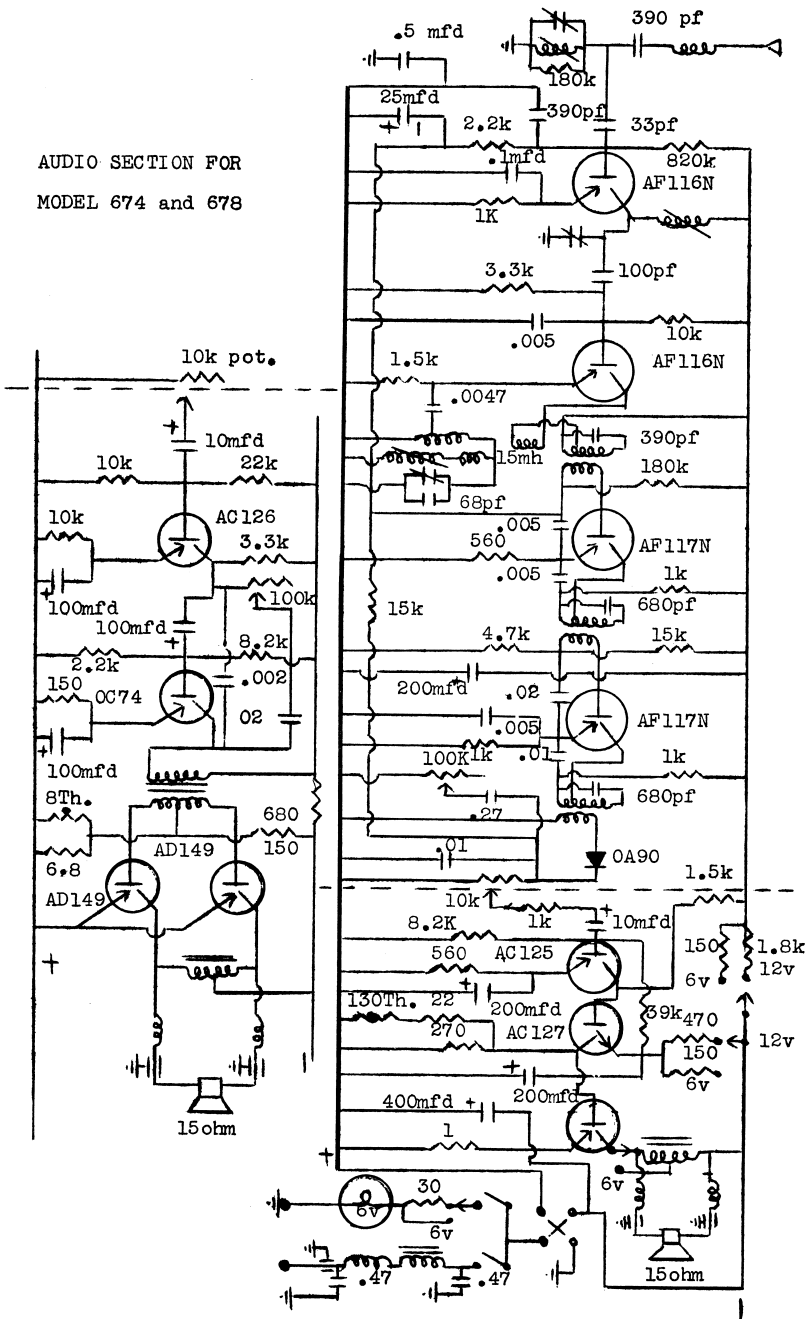 390 pf
.5 mfd
180k
25mfd
390pf
+
2.2k
33pf
AUDIO SECTION FOR
MODEL 674 and 678
.1mfd
820k
AF116N
1K
3.3k
100pf
.005
10k
10k pot.
1.5k
AF116N
.0047
+
10mfd
390pf
15mh
10k
22k
180k
68pf
10k
AC126
.005
AF117N
3.3k
560
.005
1k
+
100mfd
100k
680pf
100mfd
15k
+
8.2k
4.7k
15k
2.2k
.002
150
OC74
200mfd
+
.02
02
AF117N
.005
+
1k
.01
100K
1k
100mfd
680pf
8Th.
.27
680
AD149
150
.01
OA90
6.8
AD149
1.5k
10k
1k
+
10mfd
8.2K
AC125
150
1.8k
+
560
6v
12v
+
130Th.
22
200mfd
39k
470
270
AC127
12v
150
+
200mfd
6v
400mfd
+
15ohm
1
+
6v
30
6v
6v
.47
.47
15ohm